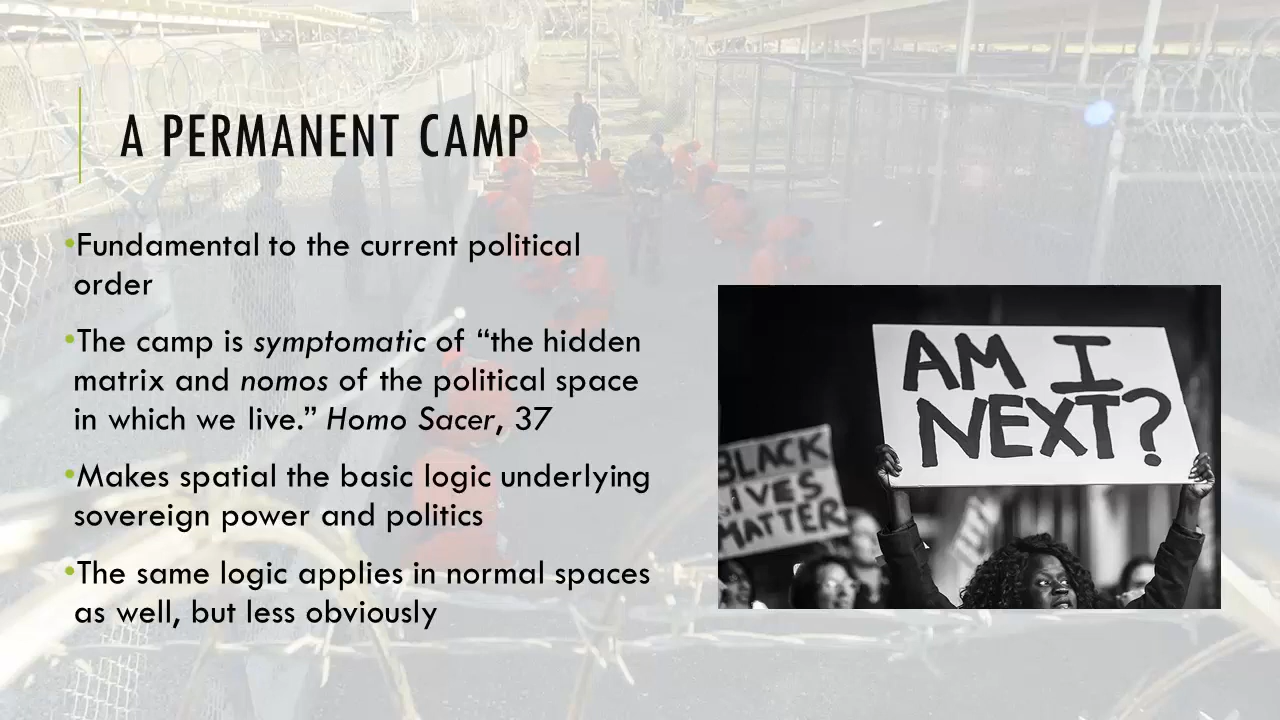 A PERMANENT CAMP
•Fundamental to the current political
order
•The camp is symptomatic of “the hidden
matrix and nomos of the political space
in which we live.” Homo Sacer, 37
•Makes spatial the basic logic underlying
sovereign power and politics
•The same logic applies in normal spaces
as well, but less obviously
AM I
NEXT?
BLACK
LIVES
MATTER